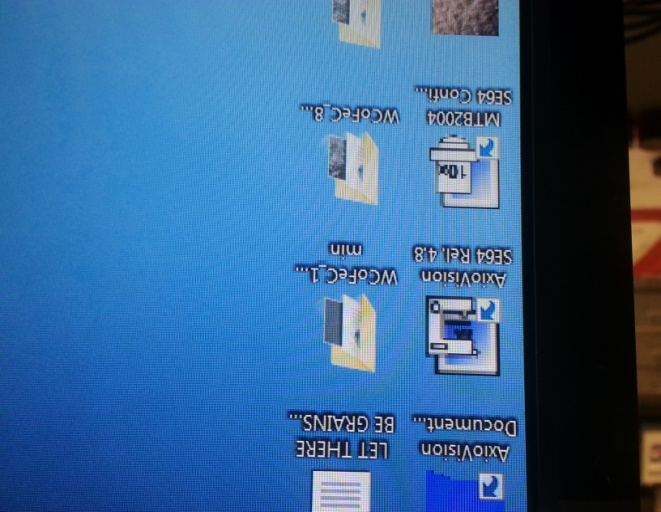 AxioVision
Document...
LET THERE
BE GRAINS...
AxioVision
SE64 Rel. 4.8
WCoFeC_1...
min
MTB2004
SE64 Confi...
WCoFeC_8...